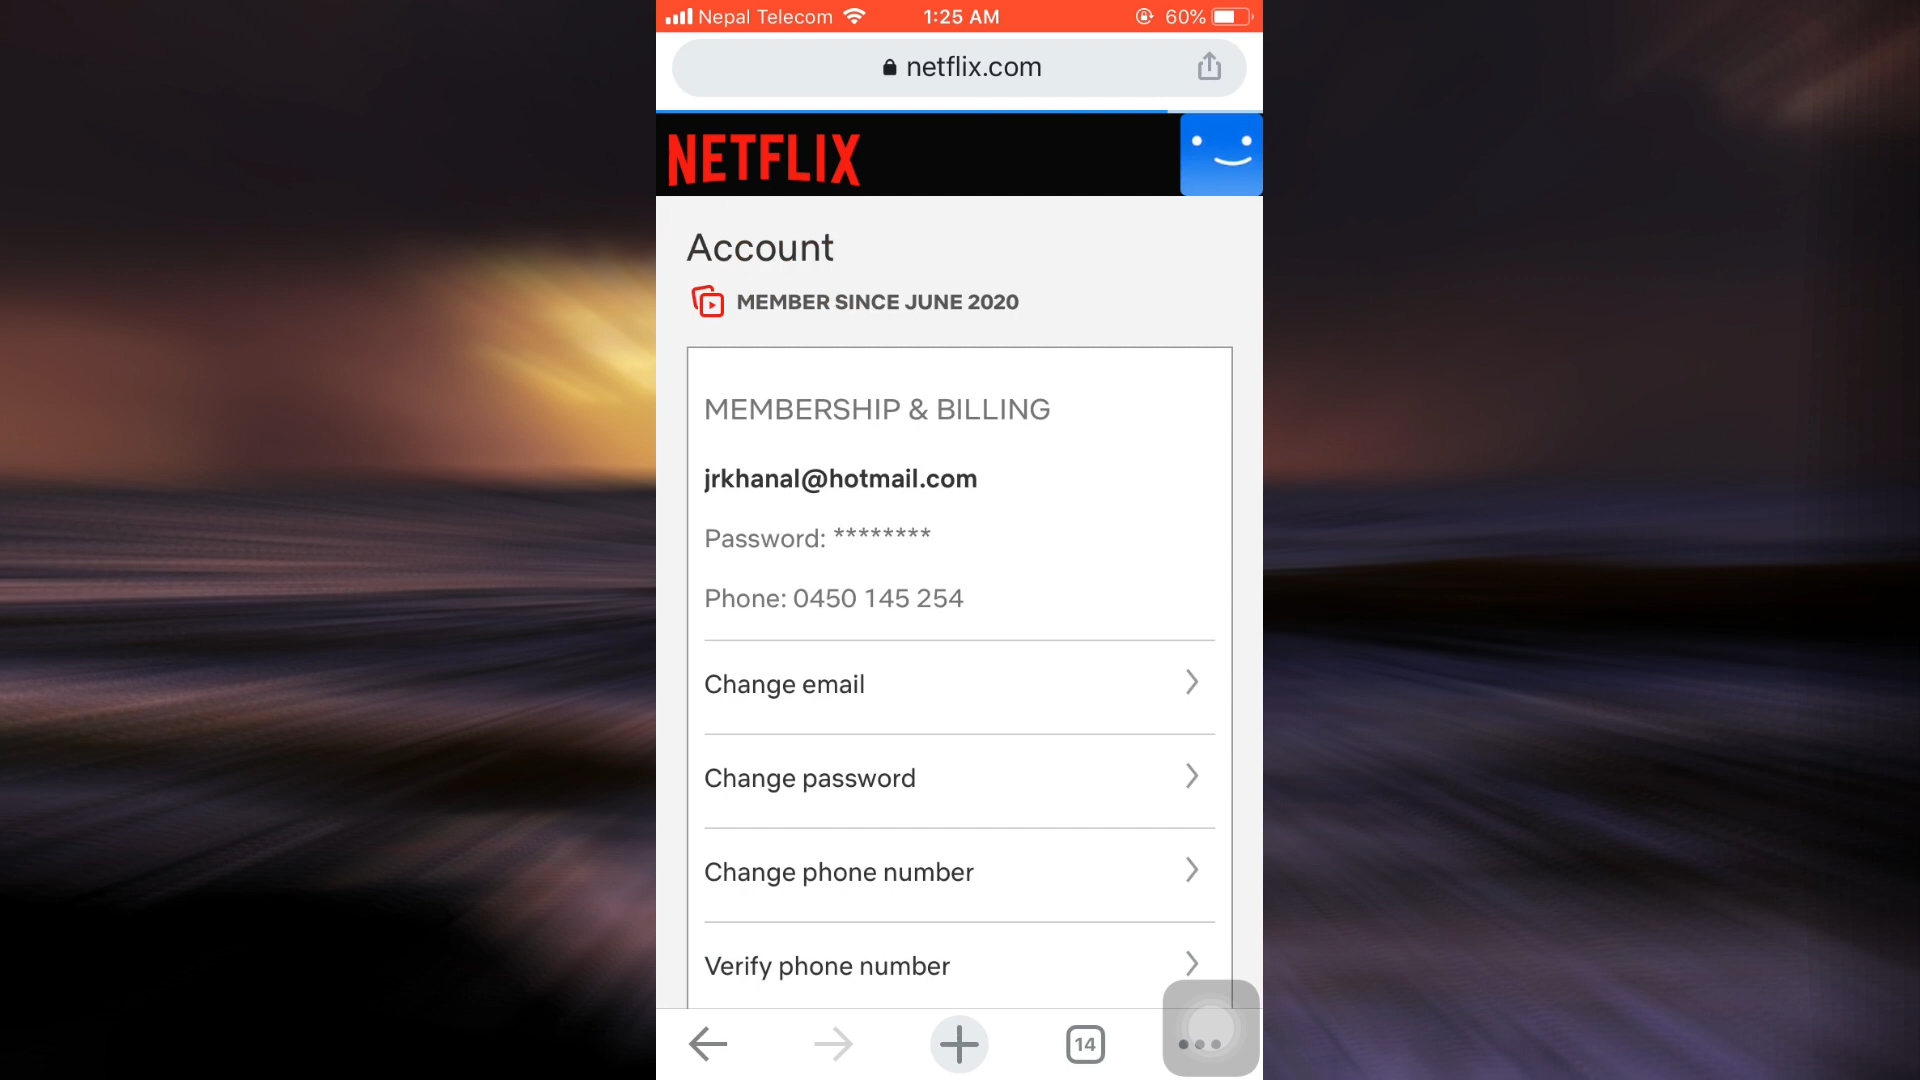 Nepal Telecom 1:25 AM 60%
netflix.com
NETFLIX
Account
MEMBER SINCE JUNE 2020
MEMBERSHIP & BILLING
jrkhanal@hotmail.com
Password: ********
Phone: 0450 145 254
Change email
Change password
Change phone number
Verify phone number
14